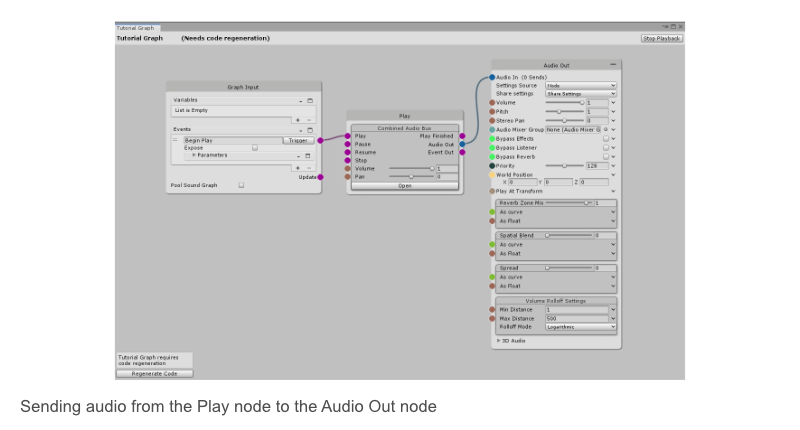 Tutorial Graph
Tutorial Graph (Needs code regeneration) Stop Playback
Graph Input
Variables
List is Empty
Events
Begin Play Trigger
Expose
Parameters
Update
Pool Sound Graph
Play
Combined Audio Bus
Play Play Finished
Pause Audio Out
Resume Event Out
Stop
Volume 1
Pan 0
Open
Audio Out
Audio In (0 Sends)
Settings Source Node
Share settings Share Settings
Volume 1
Pitch 1
Stereo Pan 0
Audio Mixer Group None (Audio Mixer G
Bypass Effects
Bypass Listener
Bypass Reverb
Priority 128
World Position
X 0 Y 0 Z 0
Play At Transform
Reverb Zone Mix 1
As curve
As Float
Spatial Blend 0
As curve
As Float
Spread 0
As curve
As Float
Volume Rolloff Settings
Min Distance 1
Max Distance 500
Rolloff Mode Logarithmic
3D Audio
Tutorial Graph requires
code regeneration
Regenerate Code
Sending audio from the Play node to the Audio Out node